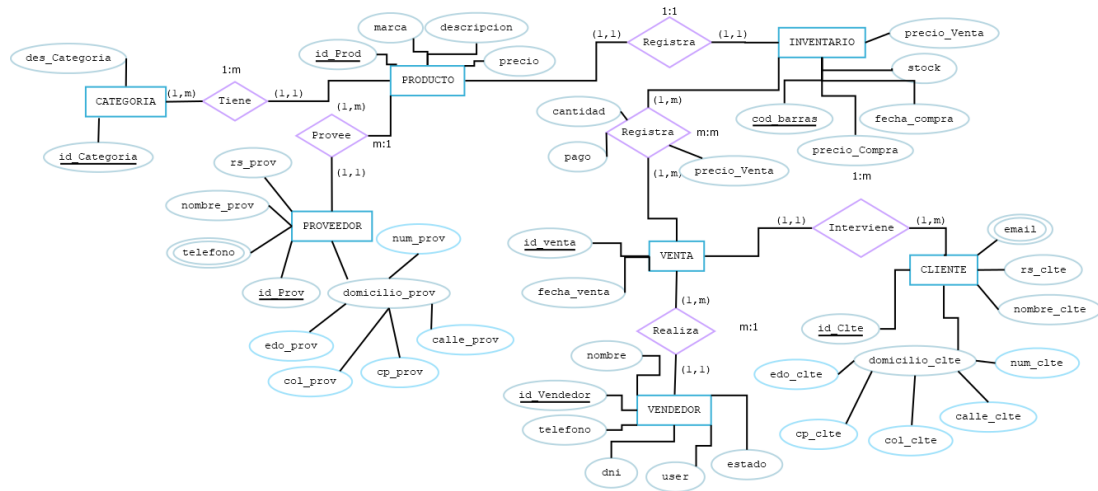 1:1
marca
descripcion
(1,m)
(1,1)
Registra
(1,1)
INVENTARIO
precio_Venta
id_Prod
precio
des_Categoria
stock
1:m
PRODUCTO
CATEGORIA
(1,m)
Tiene
(1,1)
(1,m)
(1,m)
cantidad
cod_barras
fecha_compra
Provee
m:1
Registra
m:m
precio_Compra
id_Categoria
pago
rs_prov
(1,1)
(1,m)
precio_Venta
1:m
nombre_prov
PROVEEDOR
(1,1)
Interviene
(1,m)
telefono
num_prov
id_venta
VENTA
email
id_Prov
domicilio_prov
fecha_venta
CLIENTE
rs_clte
nombre_clte
(1,m)
edo_prov
calle_prov
Realiza
m:1
id_Clte
col_prov
cp_prov
nombre
(1,1)
domicilio_clte
num_clte
edo_clte
id_Vendedor
VENDEDOR
calle_clte
telefono
cp_clte
col_clte
dni
user
estado